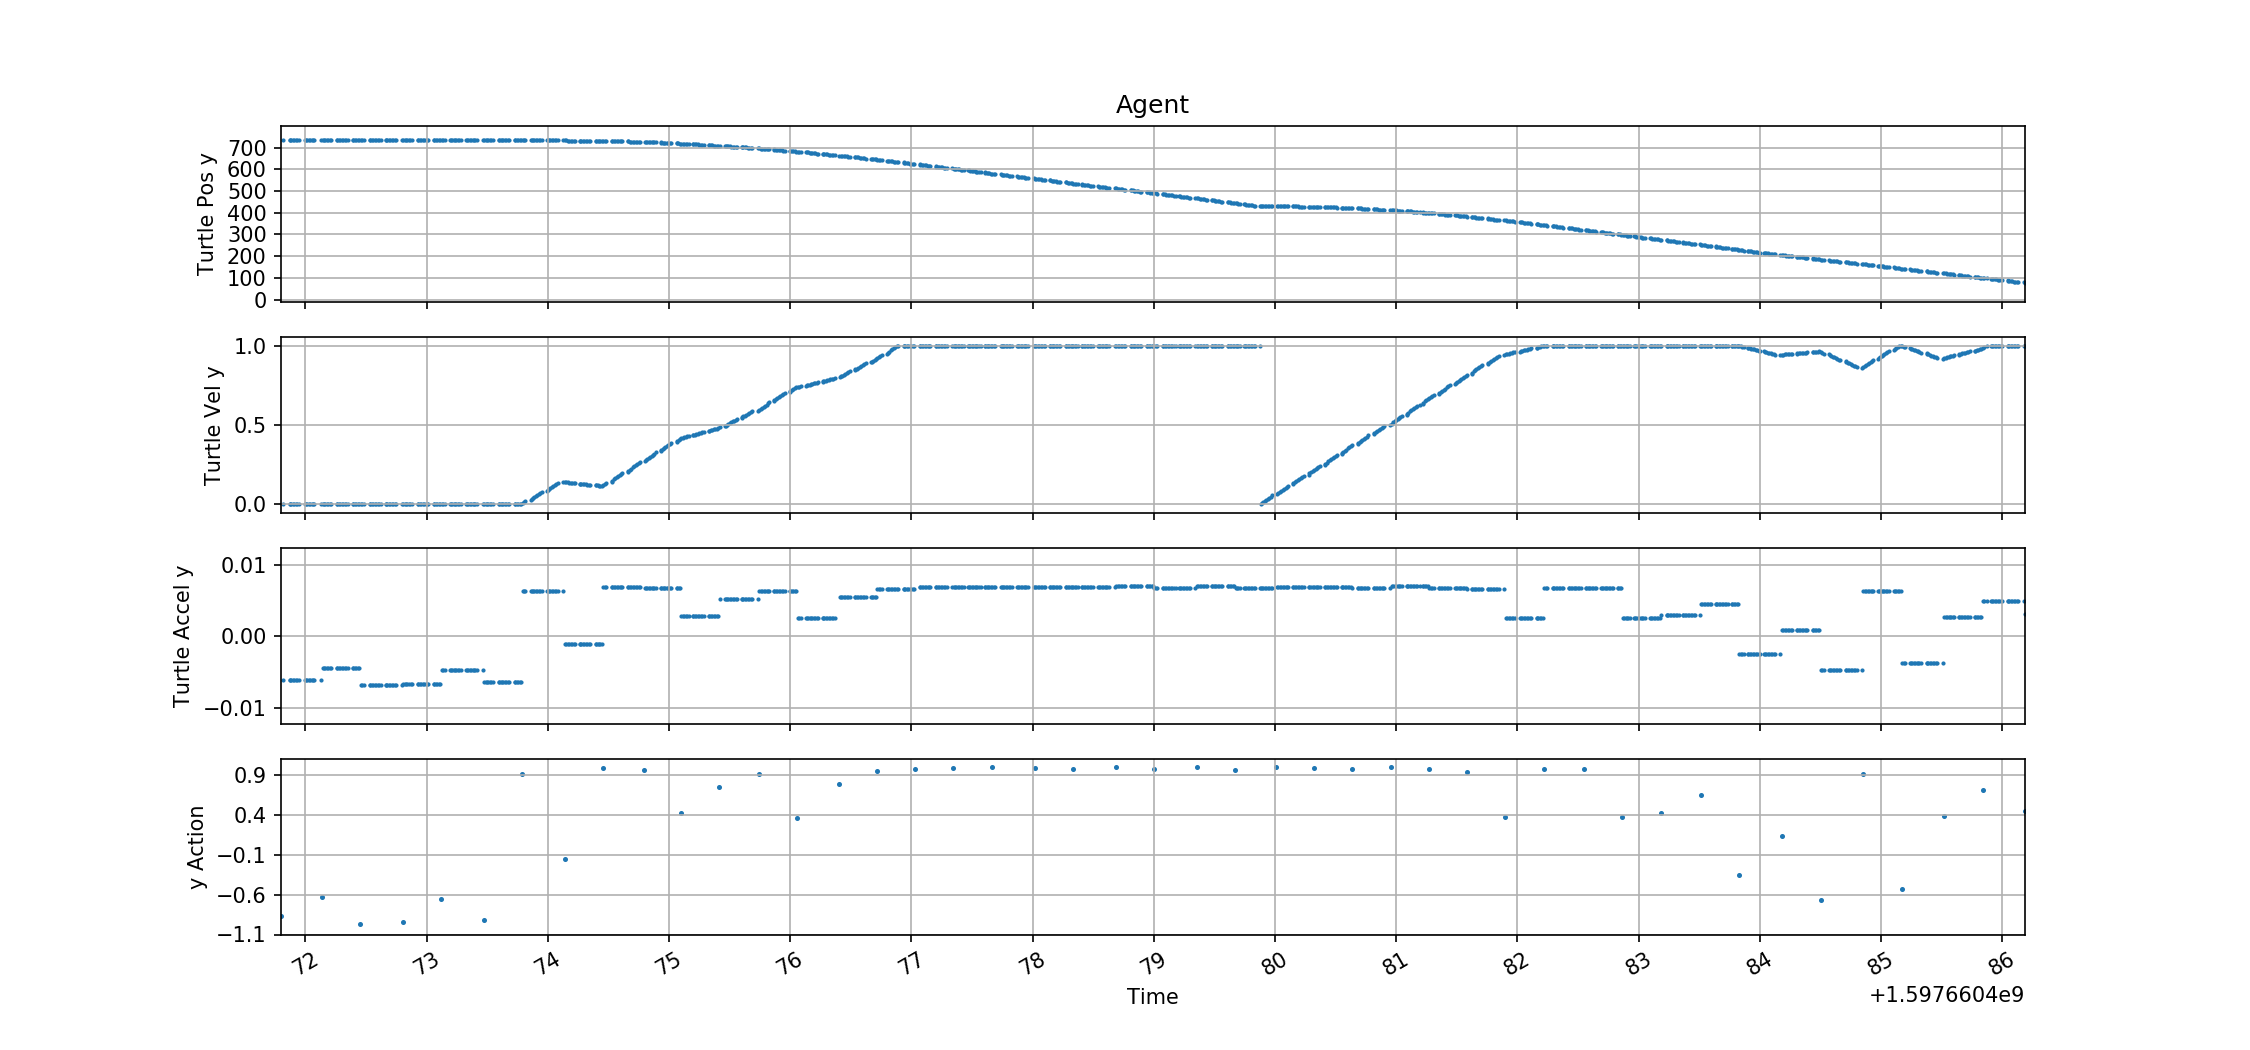 Agent
Turtle Pos y
700
600
500
400
300
200
100
0
Turtle Vel y
1.0
0.5
0.0
Turtle Accel y
0.01
0.00
−0.01
y Action
0.9
0.4
−0.1
−0.6
−1.1
72 73 74 75 76 77 78 79 80 81 82 83 84 85 86
Time
+1.5976604e9